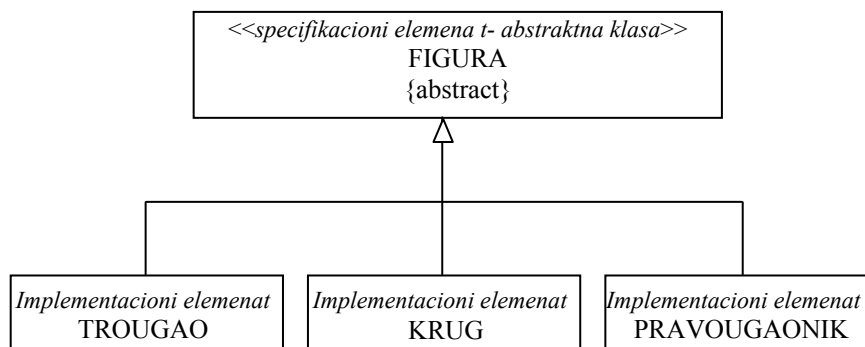 <<specifikacioni elemena t- abstraktna klasa>>
FIGURA
{abstract}
Implementacioni elemenat
TROUGAO
Implementacioni elemenat
KRUG
Implementacioni elemenat
PRAVOUGAONIK